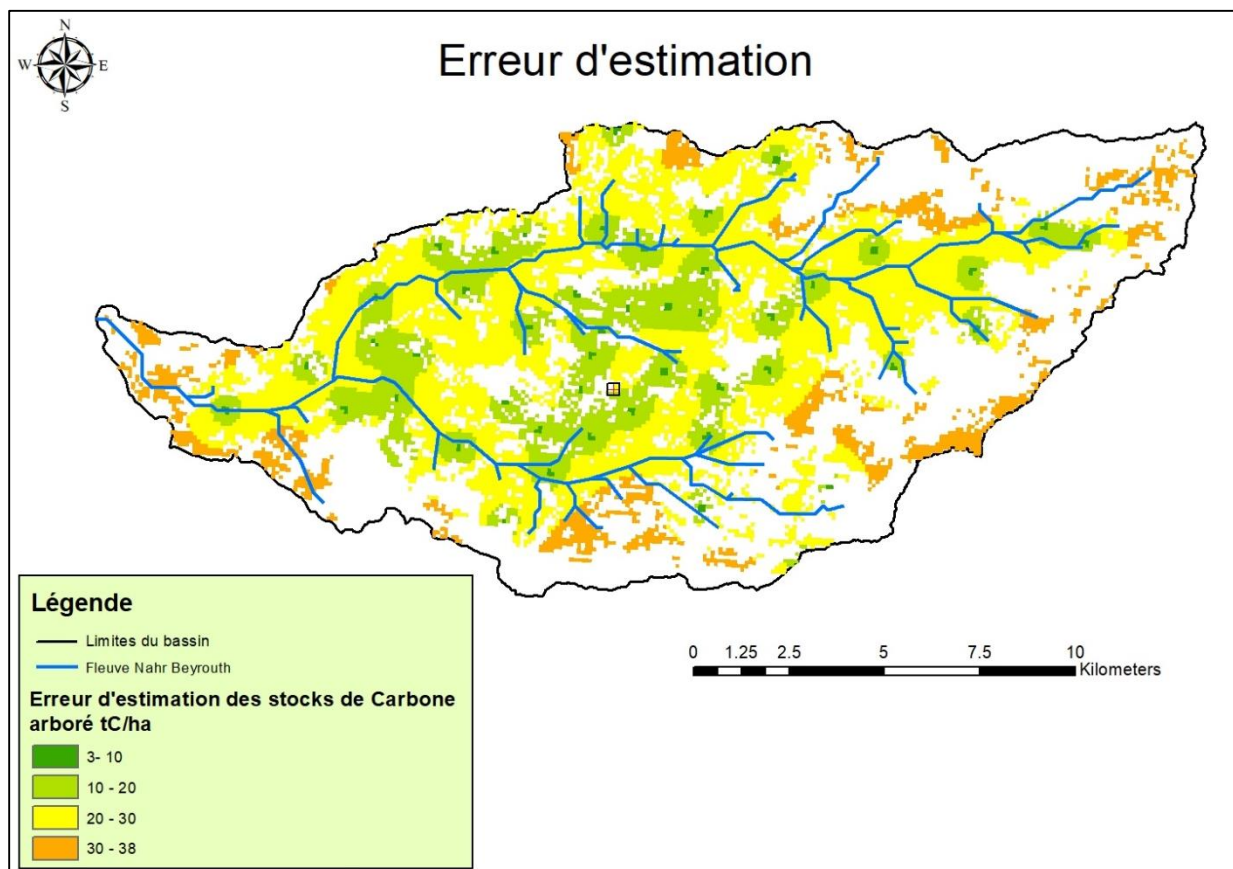 N
W E
S
Erreur d'estimation
Légende
Limites du bassin
Fleuve Nahr Beyrouth
Erreur d'estimation des stocks de Carbone
arboré tC/ha
3- 10
10 - 20
20 - 30
30 - 38
0 1.25 2.5 5 7.5 10
Kilometers